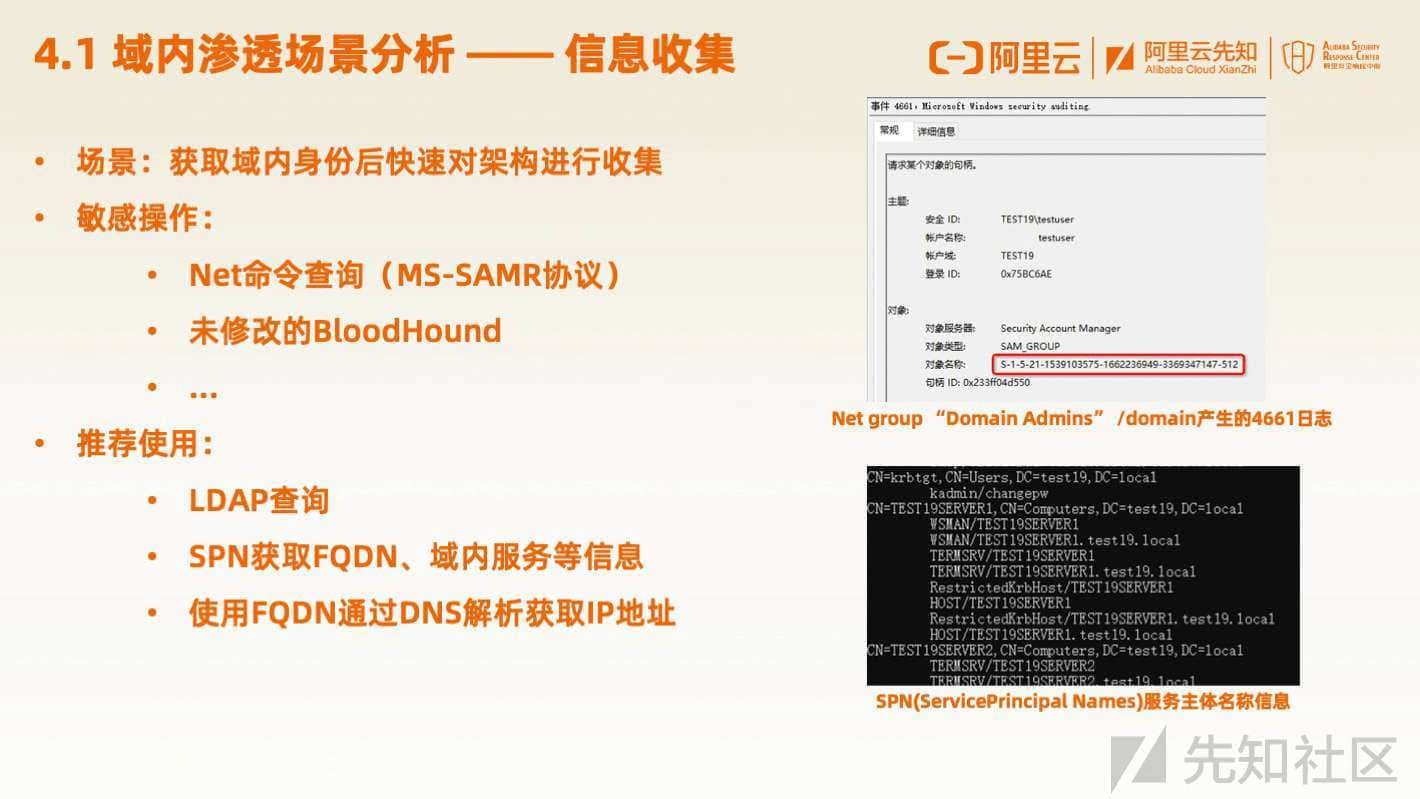 4.1 域内渗透场景分析 —— 信息收集
阿里云
阿里云先知
Alibaba Cloud XianZhi
ALIBABA SECURITY
RESPONSE CENTER
• 场景：获取域内身份后快速对架构进行收集
• 敏感操作：
• Net命令查询（MS-SAMR协议）
• 未修改的BloodHound
• ...
• 推荐使用：
• LDAP查询
• SPN获取FQDN、域内服务等信息
• 使用FQDN通过DNS解析获取IP地址
事件 4661，Microsoft Windows security auditing.
常规 详细信息
请求某个对象的句柄。
主题:
安全 ID: TEST19\testuser
帐户名称: testuser
帐户域: TEST19
登录 ID: 0x75BC6AE
对象:
对象服务器: Security Account Manager
对象类型: SAM_GROUP
对象名称: S-1-5-21-1539103575-1662236949-3369347147-512
句柄 ID: 0x233ff04d550
Net group “Domain Admins” /domain产生的4661日志
CN=krbtgt,CN=Users,DC=test19,DC=local
kadmin/changepw
CN=TEST19SERVER1,CN=Computers,DC=test19,DC=local
WSMAN/TEST19SERVER1
WSMAN/TEST19SERVER1.test19.local
TERMSRV/TEST19SERVER1
TERMSRV/TEST19SERVER1.test19.local
RestrictedKrbHost/TEST19SERVER1
HOST/TEST19SERVER1
RestrictedKrbHost/TEST19SERVER1.test19.local
HOST/TEST19SERVER1.test19.local
CN=TEST19SERVER2,CN=Computers,DC=test19,DC=local
TERMSRV/TEST19SERVER2
TERMSRV/TEST19SERVER2.test19.local
SPN(ServicePrincipal Names)服务主体名称信息
先知社区